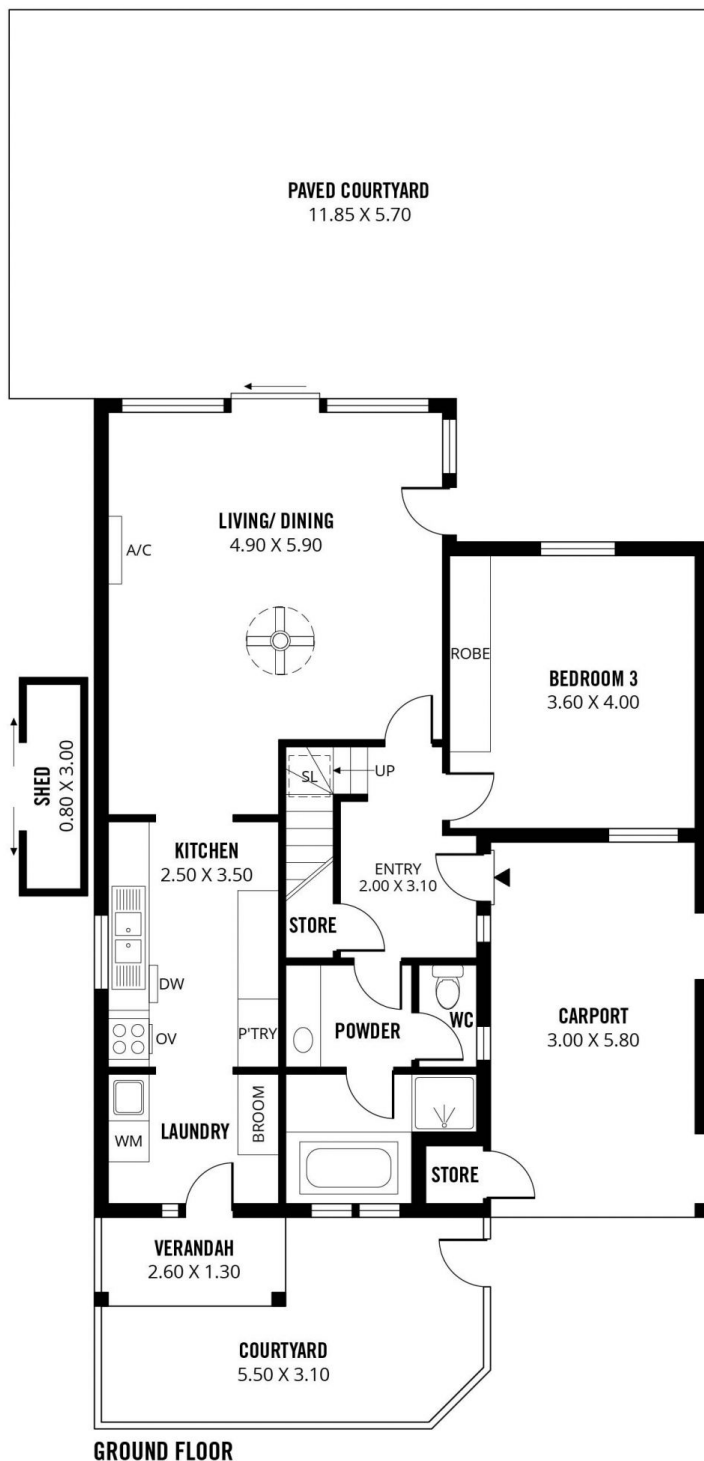 PAVED COURTYARD
11.85 X 5.70
LIVING/ DINING
4.90 X 5.90
A/C
ROBE
BEDROOM 3
3.60 X 4.00
SHED
0.80 X 3.00
SL
UP
KITCHEN
2.50 X 3.50
ENTRY
2.00 X 3.10
STORE
DW
OV
P'TRY
POWDER
WC
CARPORT
3.00 X 5.80
WM
LAUNDRY
BROOM
STORE
VERANDAH
2.60 X 1.30
COURTYARD
5.50 X 3.10
GROUND FLOOR